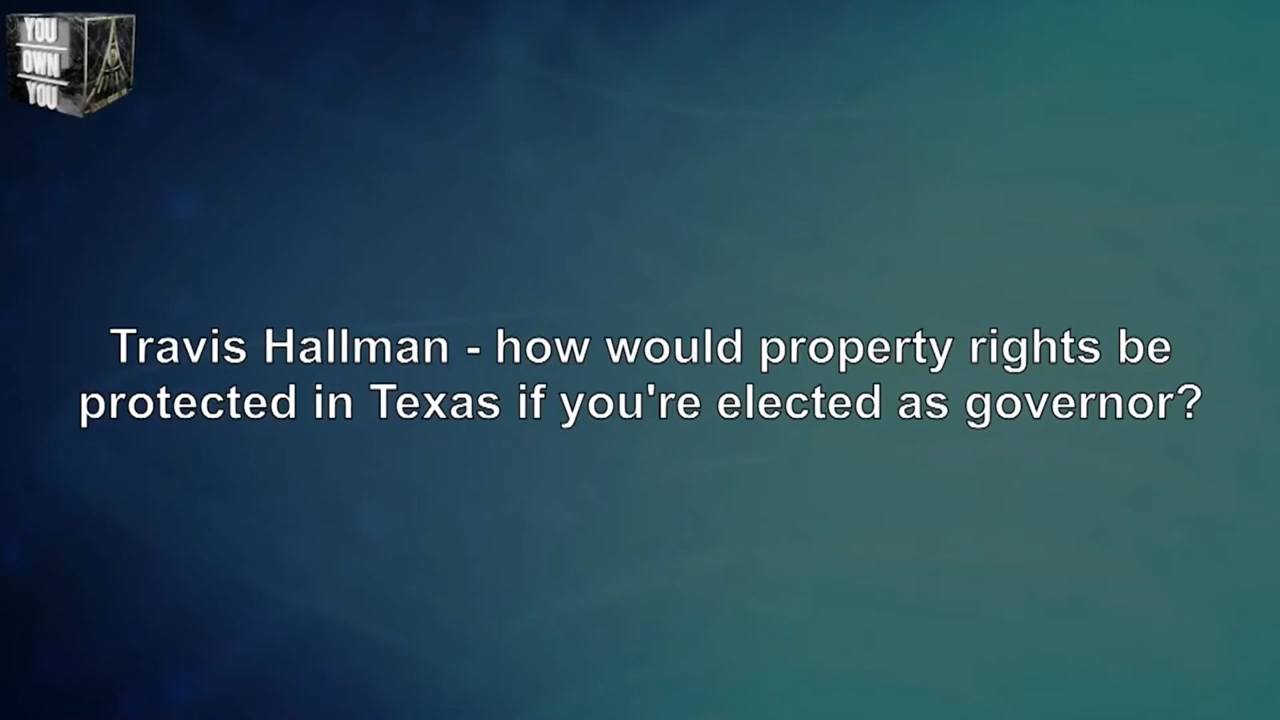 YOU
OWN
YOU
Travis Hallman - how would property rights be
protected in Texas if you're elected as governor?